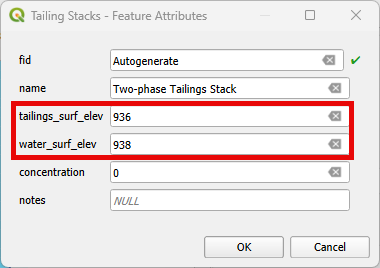 Tailing Stacks - Feature Attributes
fid Autogenerate
name Two-phase Tailings Stack
tailings_surf_elev 936
water_surf_elev 938
concentration 0
notes NULL
OK Cancel